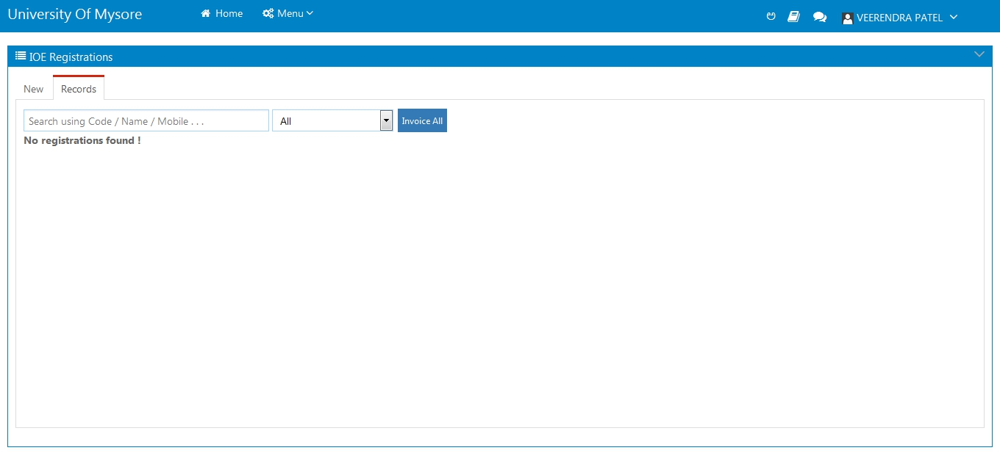 University Of Mysore
Home
Menu
VEERENDRA PATEL
IOE Registrations
New
Records
Search using Code / Name / Mobile . . .
All
Invoice All
No registrations found !